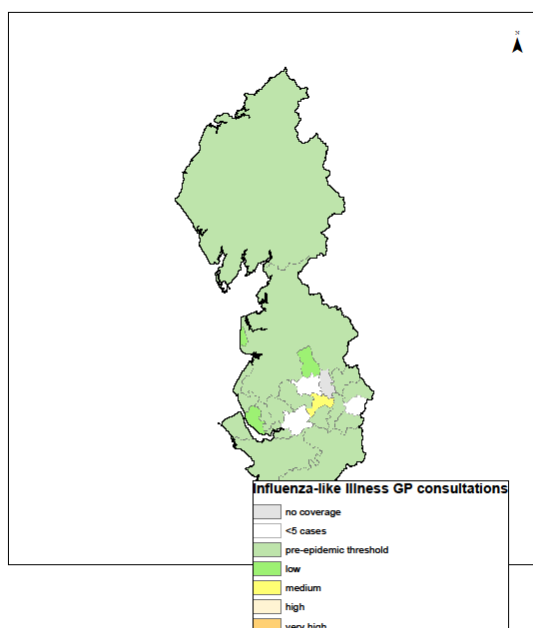 N
Influenza-like Illness GP consultations
no coverage
<5 cases
pre-epidemic threshold
low
medium
high
very high